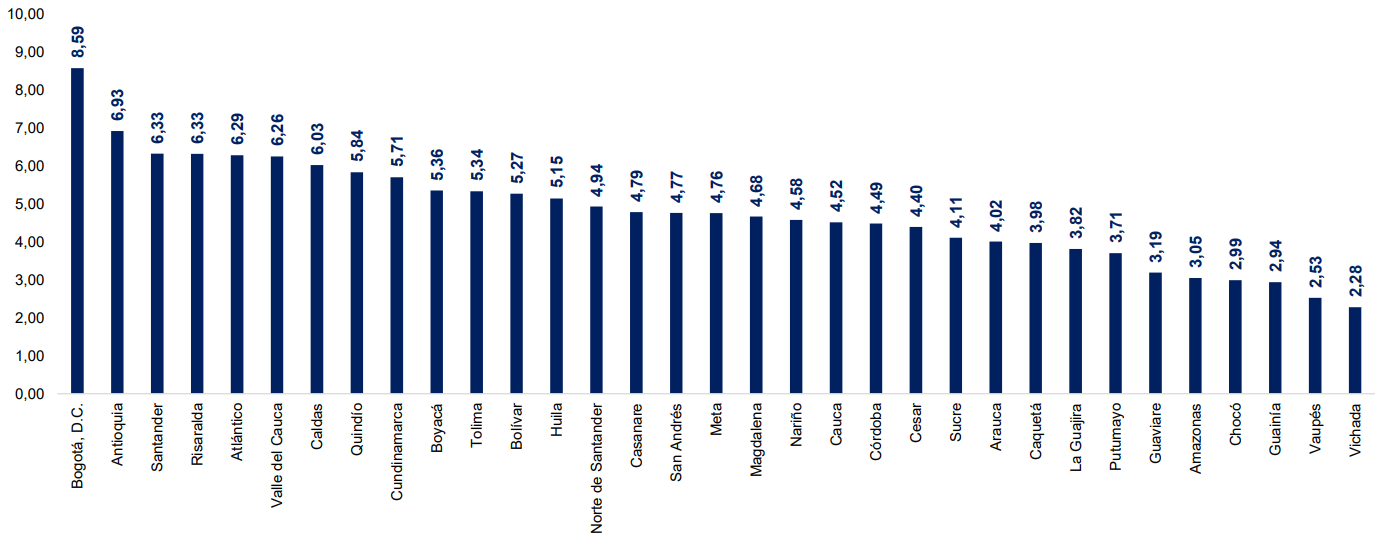 10,00
9,00
8,00
7,00
6,00
5,00
4,00
3,00
2,00
1,00
0,00
8,59
6,93
6,33
6,33
6,29
6,26
6,03
5,84
5,71
5,36
5,34
5,27
5,15
4,94
4,79
4,77
4,76
4,68
4,58
4,52
4,49
4,40
4,11
4,02
3,98
3,82
3,71
3,19
3,05
2,99
2,94
2,53
2,28
Bogotá, D.C.
Antioquia
Santander
Risaralda
Atlántico
Valle del Cauca
Caldas
Quindío
Cundinamarca
Boyacá
Tolima
Bolívar
Huila
Norte de Santander
Casanare
San Andrés
Meta
Magdalena
Nariño
Cauca
Córdoba
Cesar
Sucre
Arauca
Caquetá
La Guajira
Putumayo
Guaviare
Amazonas
Chocó
Guainía
Vaupés
Vichada